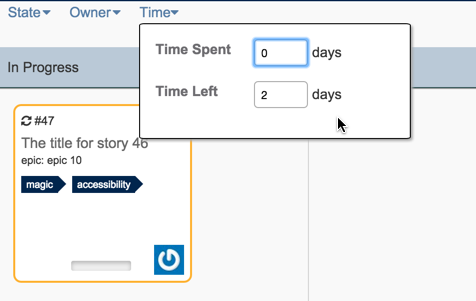 State Owner Time
Time Spent 0 days
Time Left 2 days
In Progress
#47
The title for story 46
epic: epic 10
magic accessibility